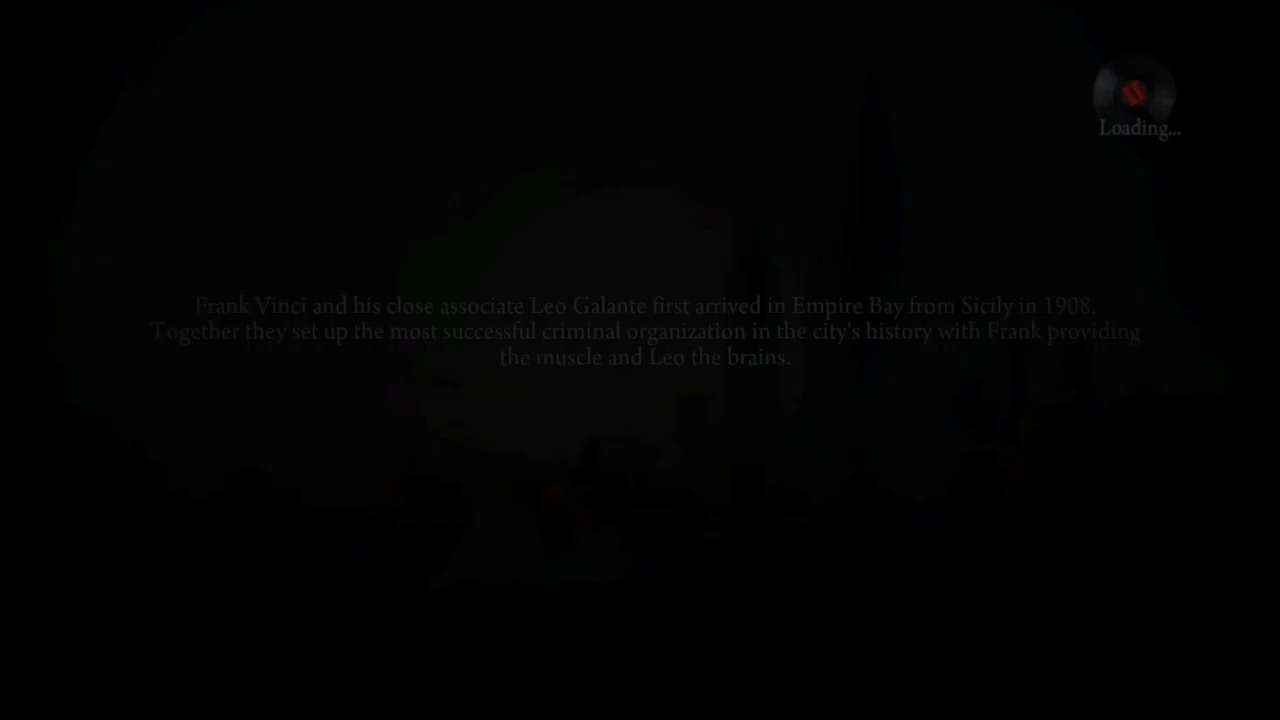 Loading...
Frank Vinci and his close associate Leo Galante first arrived in Empire Bay from Sicily in 1908.
Together they set up the most successful criminal organization in the city's history with Frank providing
the muscle and Leo the brains.